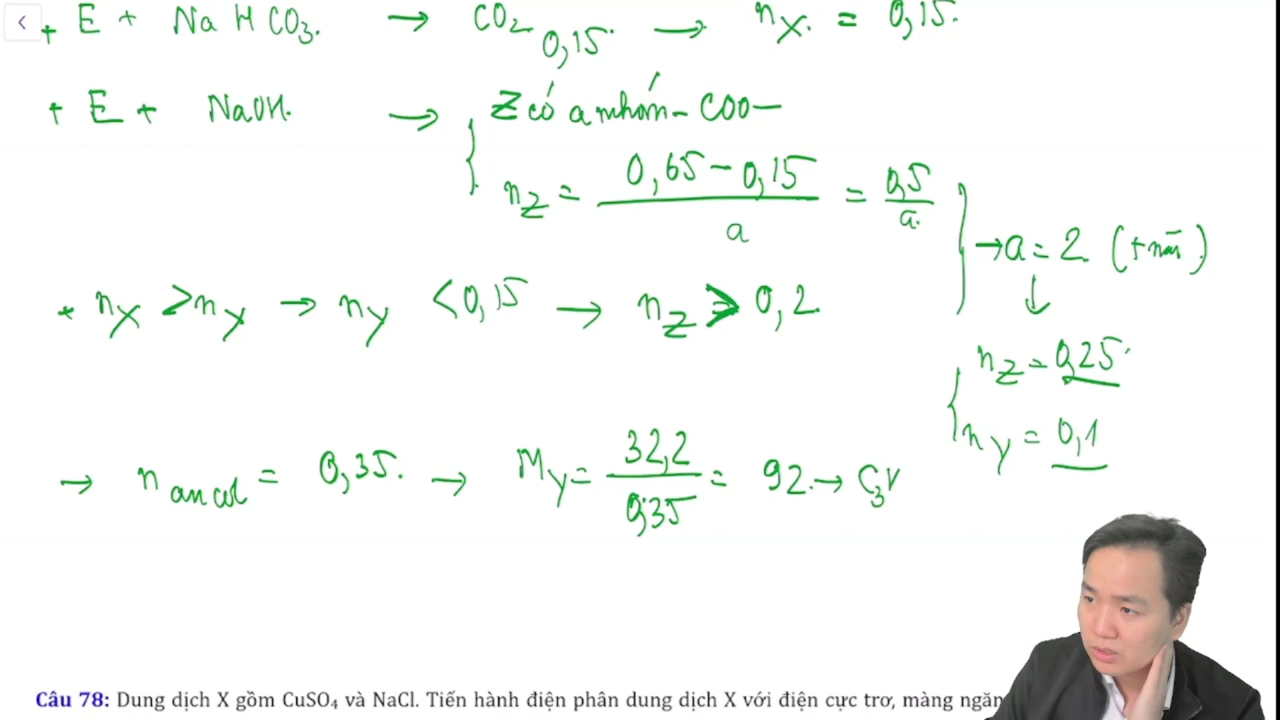 + E + NaHCO3. → CO2 0,15. → nX. = 0,15.
+ E + NaOH. → { Z có a nhóm -COO-
nZ = (0,65 - 0,15)/a = 0,5/a. } → a = 2 (+măi)
+ nX > nY → nY < 0,15 → nZ > 0,2
↓
{ nZ = 0,25.
nY = 0,1
→ n ancol = 0,35. → MY = 32,2/0,35 = 92. → C3
Câu 78: Dung dịch X gồm CuSO₄ và NaCl. Tiến hành điện phân dung dịch X với điện cực trơ, màng ngăn